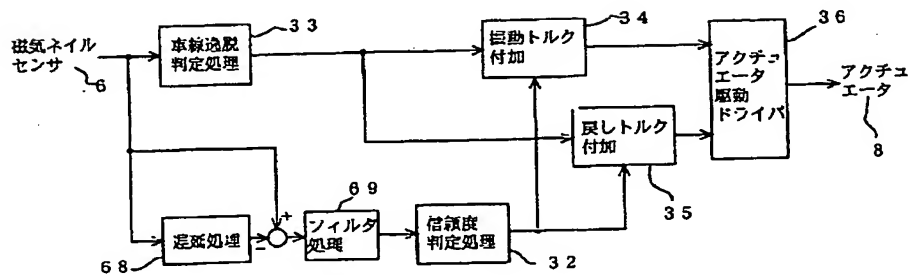 磁気ネイル
センサ
6
33
車線逸脱
判定処理
34
振動トルク
付加
36
アクチュ
エータ
駆動
ドライバ
アクチュ
エータ
8
戻しトルク
付加
35
68
遅延処理
+
−
69
フィルタ
処理
信頼度
判定処理
32